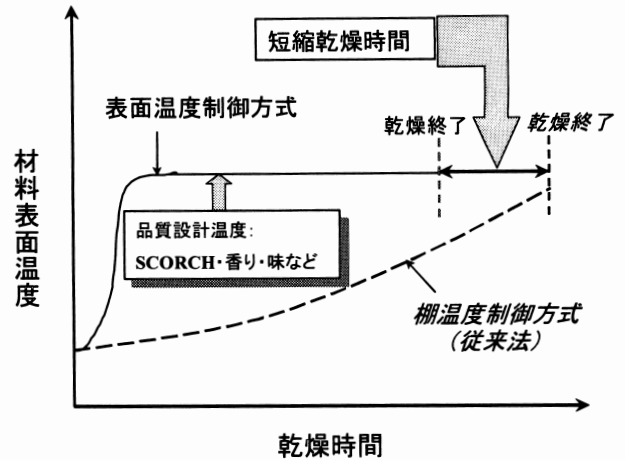 短縮乾燥時間
表面温度制御方式
乾燥終了
乾燥終了
材料表面温度
品質設計温度:
SCORCH・香り・味など
棚温度制御方式
(従来法)
乾燥時間